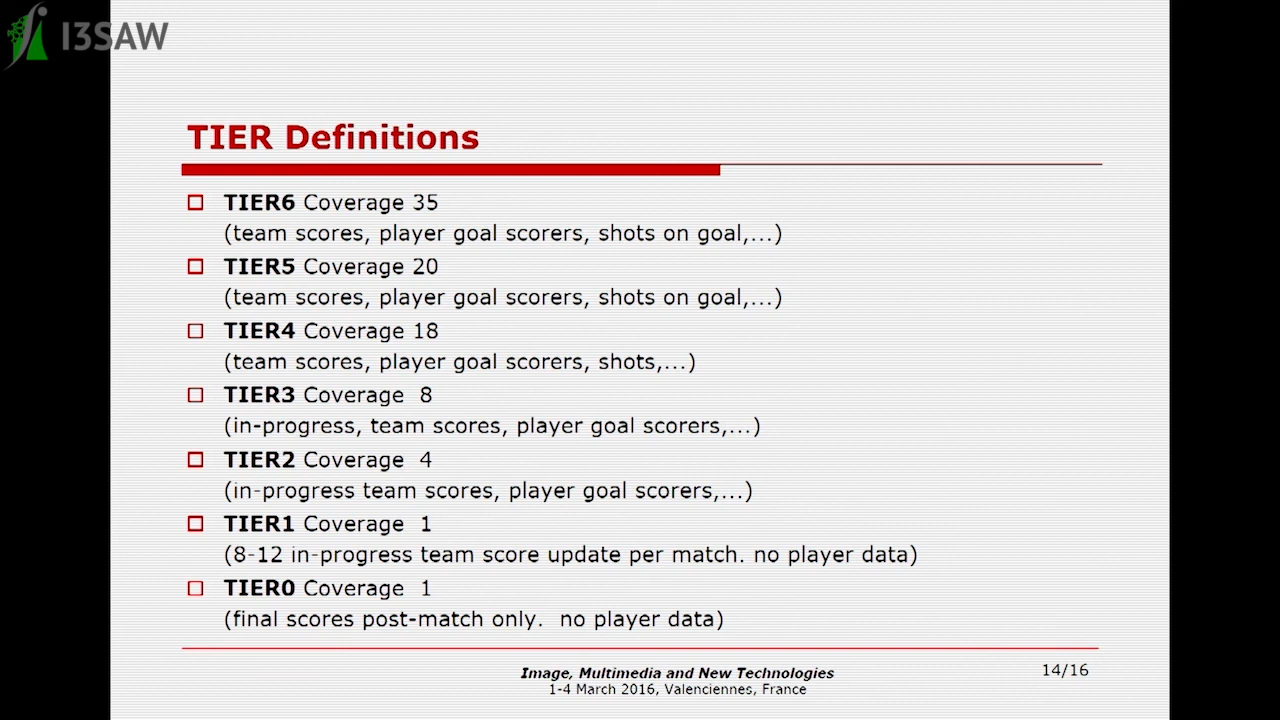 I3SAW
TIER Definitions
TIER6 Coverage 35
(team scores, player goal scorers, shots on goal,...)
TIER5 Coverage 20
(team scores, player goal scorers, shots on goal,...)
TIER4 Coverage 18
(team scores, player goal scorers, shots,...)
TIER3 Coverage 8
(in-progress, team scores, player goal scorers,...)
TIER2 Coverage 4
(in-progress team scores, player goal scorers,...)
TIER1 Coverage 1
(8-12 in-progress team score update per match. no player data)
TIER0 Coverage 1
(final scores post-match only. no player data)
Image, Multimedia and New Technologies
1-4 March 2016, Valenciennes, France
14/16